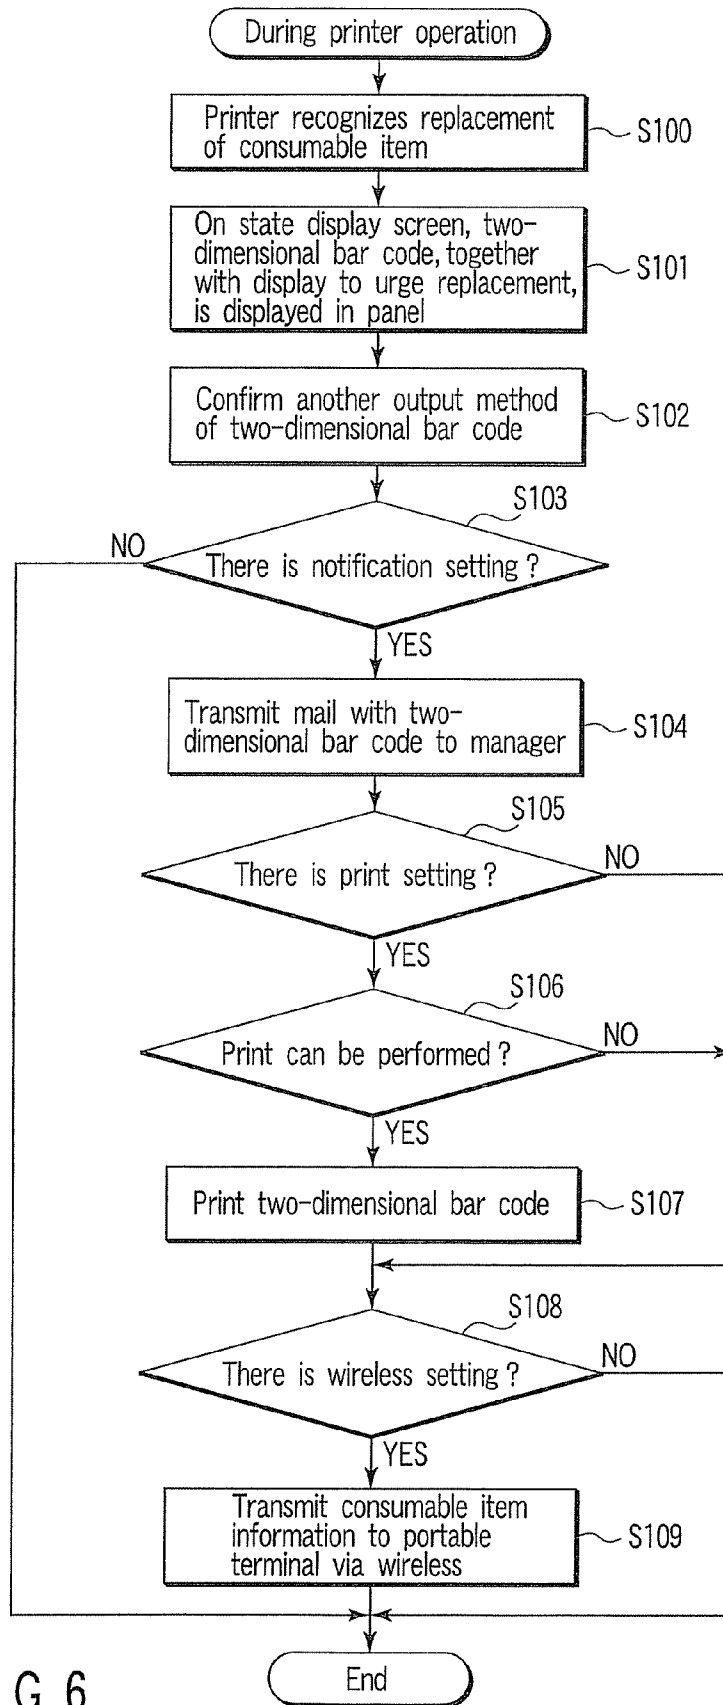 During printer operation
Printer recognizes replacement
of consumable item
S100
On state display screen, two-
dimensional bar code, together
with display to urge replacement,
is displayed in panel
S101
Confirm another output method
of two-dimensional bar code
S102
S103
NO
There is notification setting?
YES
Transmit mail with two-
dimensional bar code to manager
S104
S105
There is print setting?
NO
YES
S106
Print can be performed?
NO
YES
Print two-dimensional bar code
S107
S108
There is wireless setting?
NO
YES
Transmit consumable item
information to portable
terminal via wireless
S109
End
G. 6